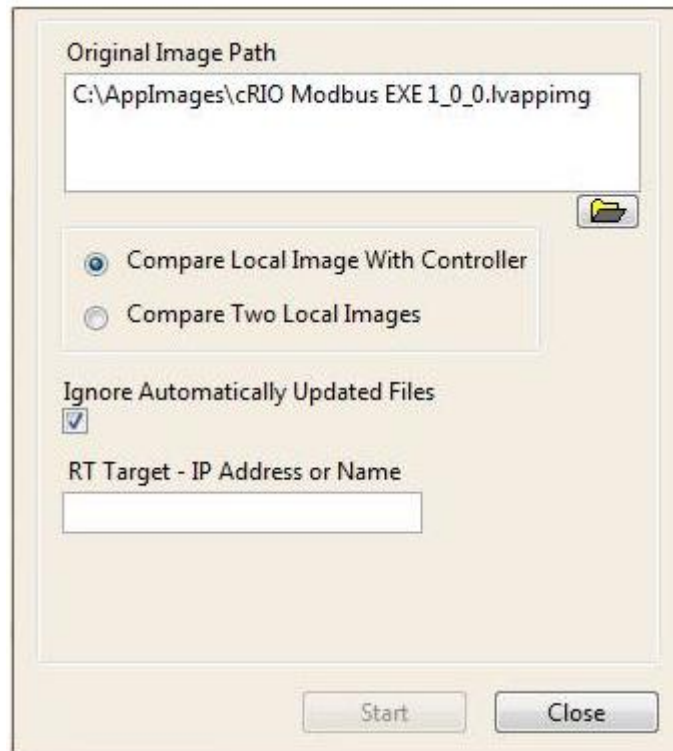 Original Image Path
C:\AppImages\cRIO Modbus EXE 1_0_0.lvappimg
Compare Local Image With Controller
Compare Two Local Images
Ignore Automatically Updated Files
RT Target - IP Address or Name
Start
Close